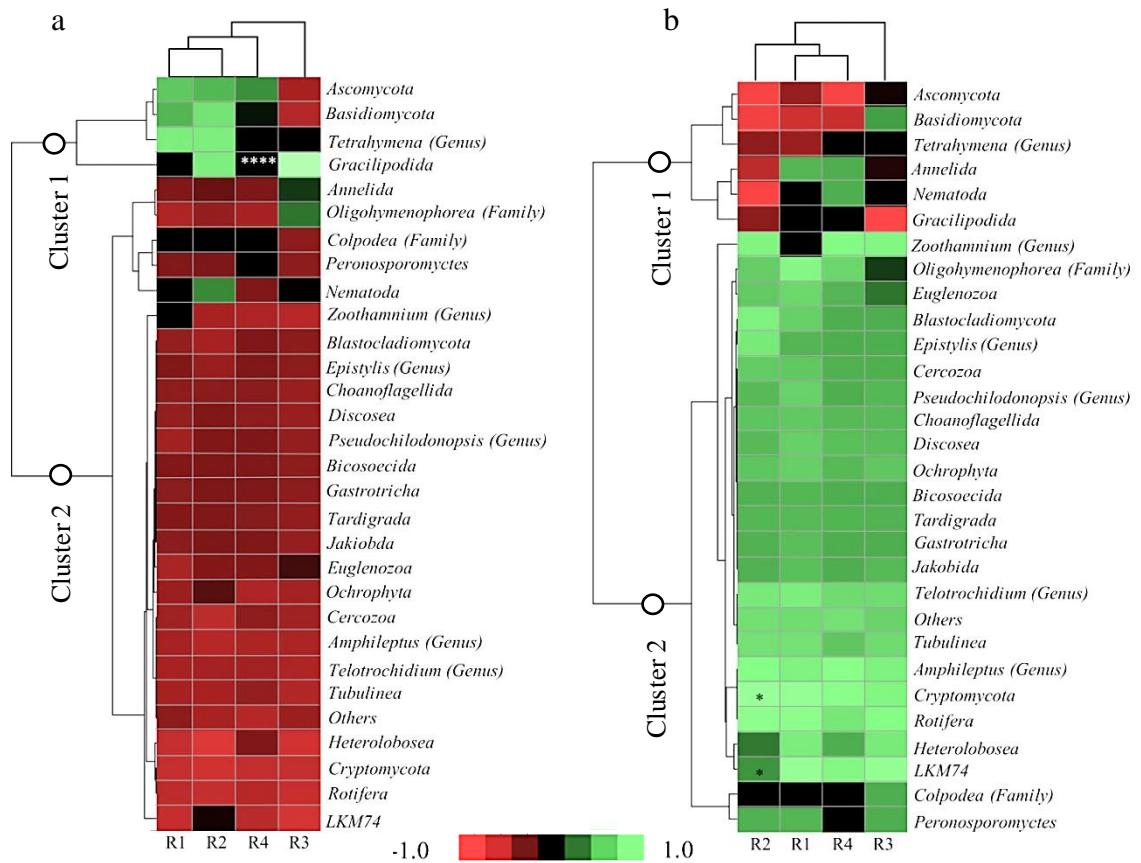 a
Ascomycota
Basidiomycota
Tetrahymena (Genus)
****
Gracilipodida
Annelida
Oligohymenophorea (Family)
Colpodea (Family)
Peronosporomyctes
Nematoda
Zoothamnium (Genus)
Blastocladiomycota
Epistylis (Genus)
Choanoflagellida
Discosea
Pseudochilodonopsis (Genus)
Bicosoecida
Gastrotricha
Tardigrada
Jakiobda
Euglenozoa
Ochrophyta
Cercozoa
Amphileptus (Genus)
Telotrochidium (Genus)
Tubulinea
Others
Heterolobosea
Cryptomycota
Rotifera
LKM74
R1 R2 R4 R3
Cluster 1
Cluster 2
b
Ascomycota
Basidiomycota
Tetrahymena (Genus)
Annelida
Nematoda
Gracilipodida
Zoothamnium (Genus)
Oligohymenophorea (Family)
Euglenozoa
Blastocladiomycota
Epistylis (Genus)
Cercozoa
Pseudochilodonopsis (Genus)
Choanoflagellida
Discosea
Ochrophyta
Bicosoecida
Tardigrada
Gastrotricha
Jakobida
Telotrochidium (Genus)
Others
Tubulinea
Amphileptus (Genus)
*
Cryptomycota
Rotifera
Heterolobosea
*
LKM74
Colpodea (Family)
Peronosporomyctes
R2 R1 R4 R3
Cluster 1
Cluster 2
-1.0 1.0